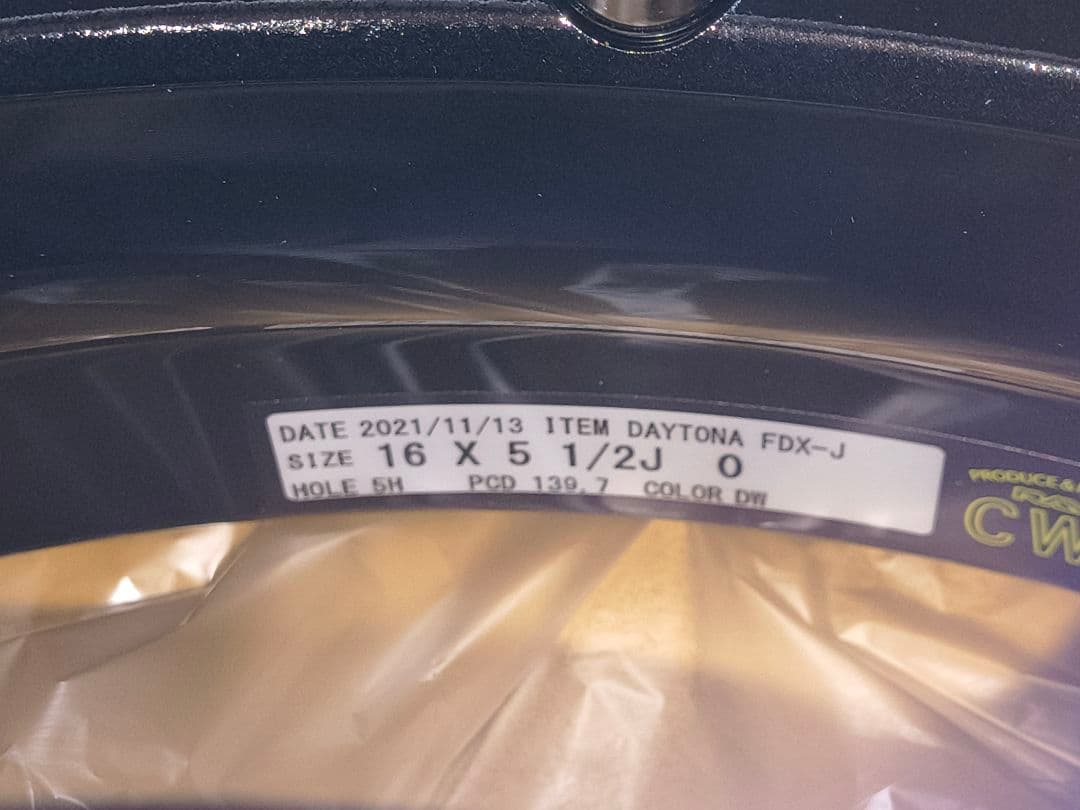 DATE 2021/11/13 ITEM DAYTONA FDX-J
SIZE 16 X 5 1/2J 0
HOLE 5H PCD 139.7 COLOR DW
PRODUCE &
CW